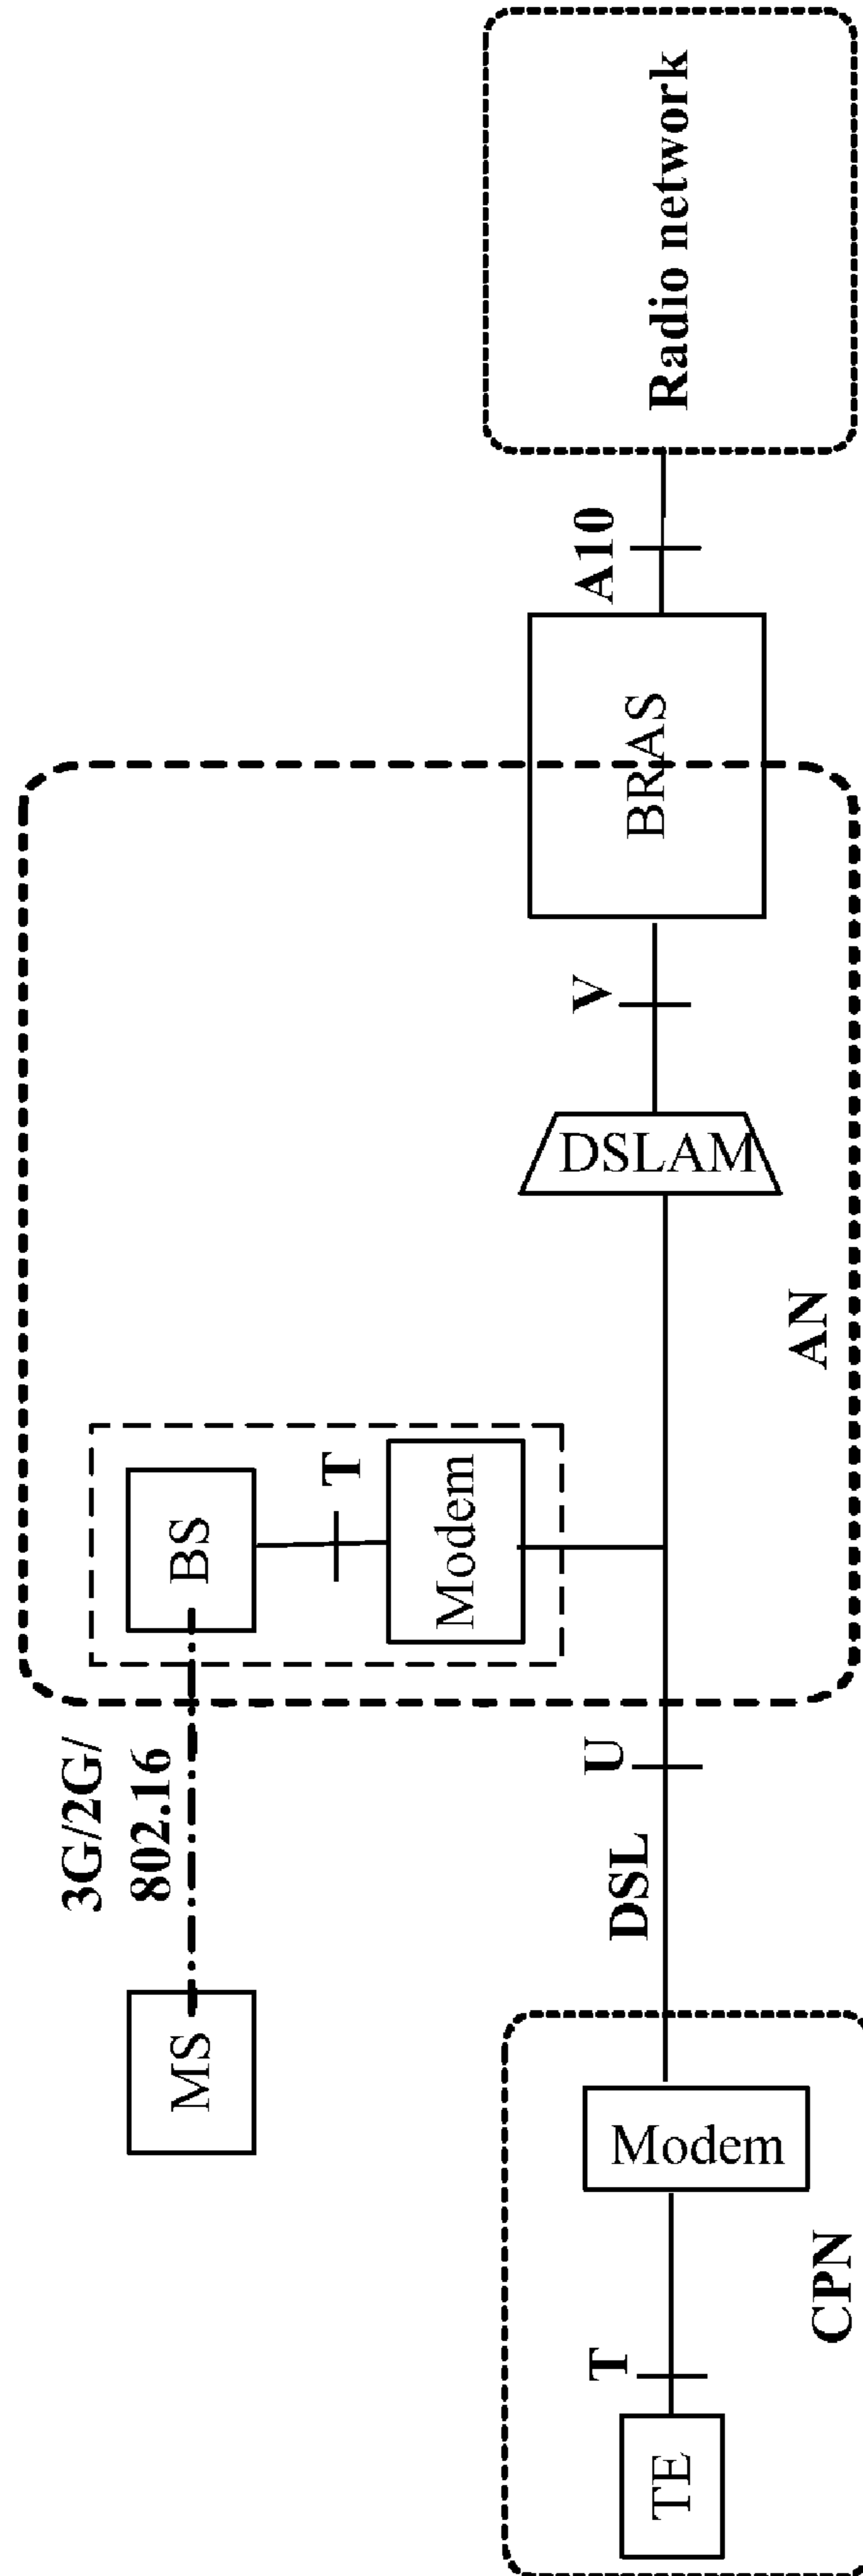 3G/2G/
802.16
MS
BS
T
Modem
DSL
U
V
A10
TE
T
Modem
DSLAM
BRAS
Radio network
CPN
AN